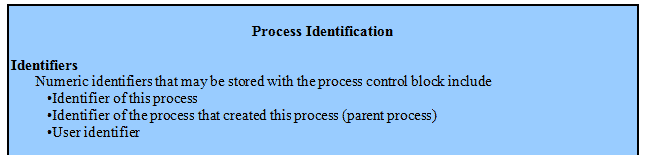 Process Identification
Identifiers
Numeric identifiers that may be stored with the process control block include
•Identifier of this process
•Identifier of the process that created this process (parent process)
•User identifier